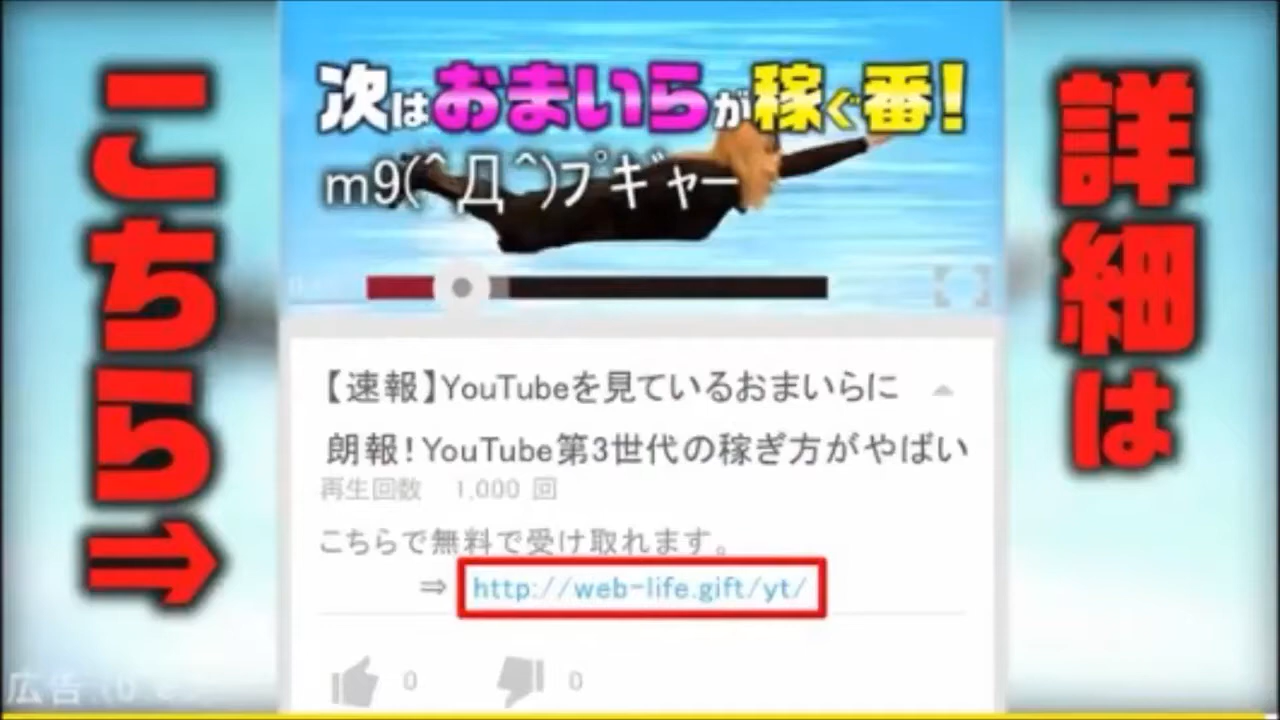 次はおまいらが稼ぐ番!
m9(^Д^)プギャー
【速報】YouTubeを見ているおまいらに
朗報!YouTube第3世代の稼ぎ方がやばい
再生回数 1,000 回
こちらで無料で受け取れます。
⇒ http://web-life.gift/yt/
0 0
詳細は
こちら⇒
広告